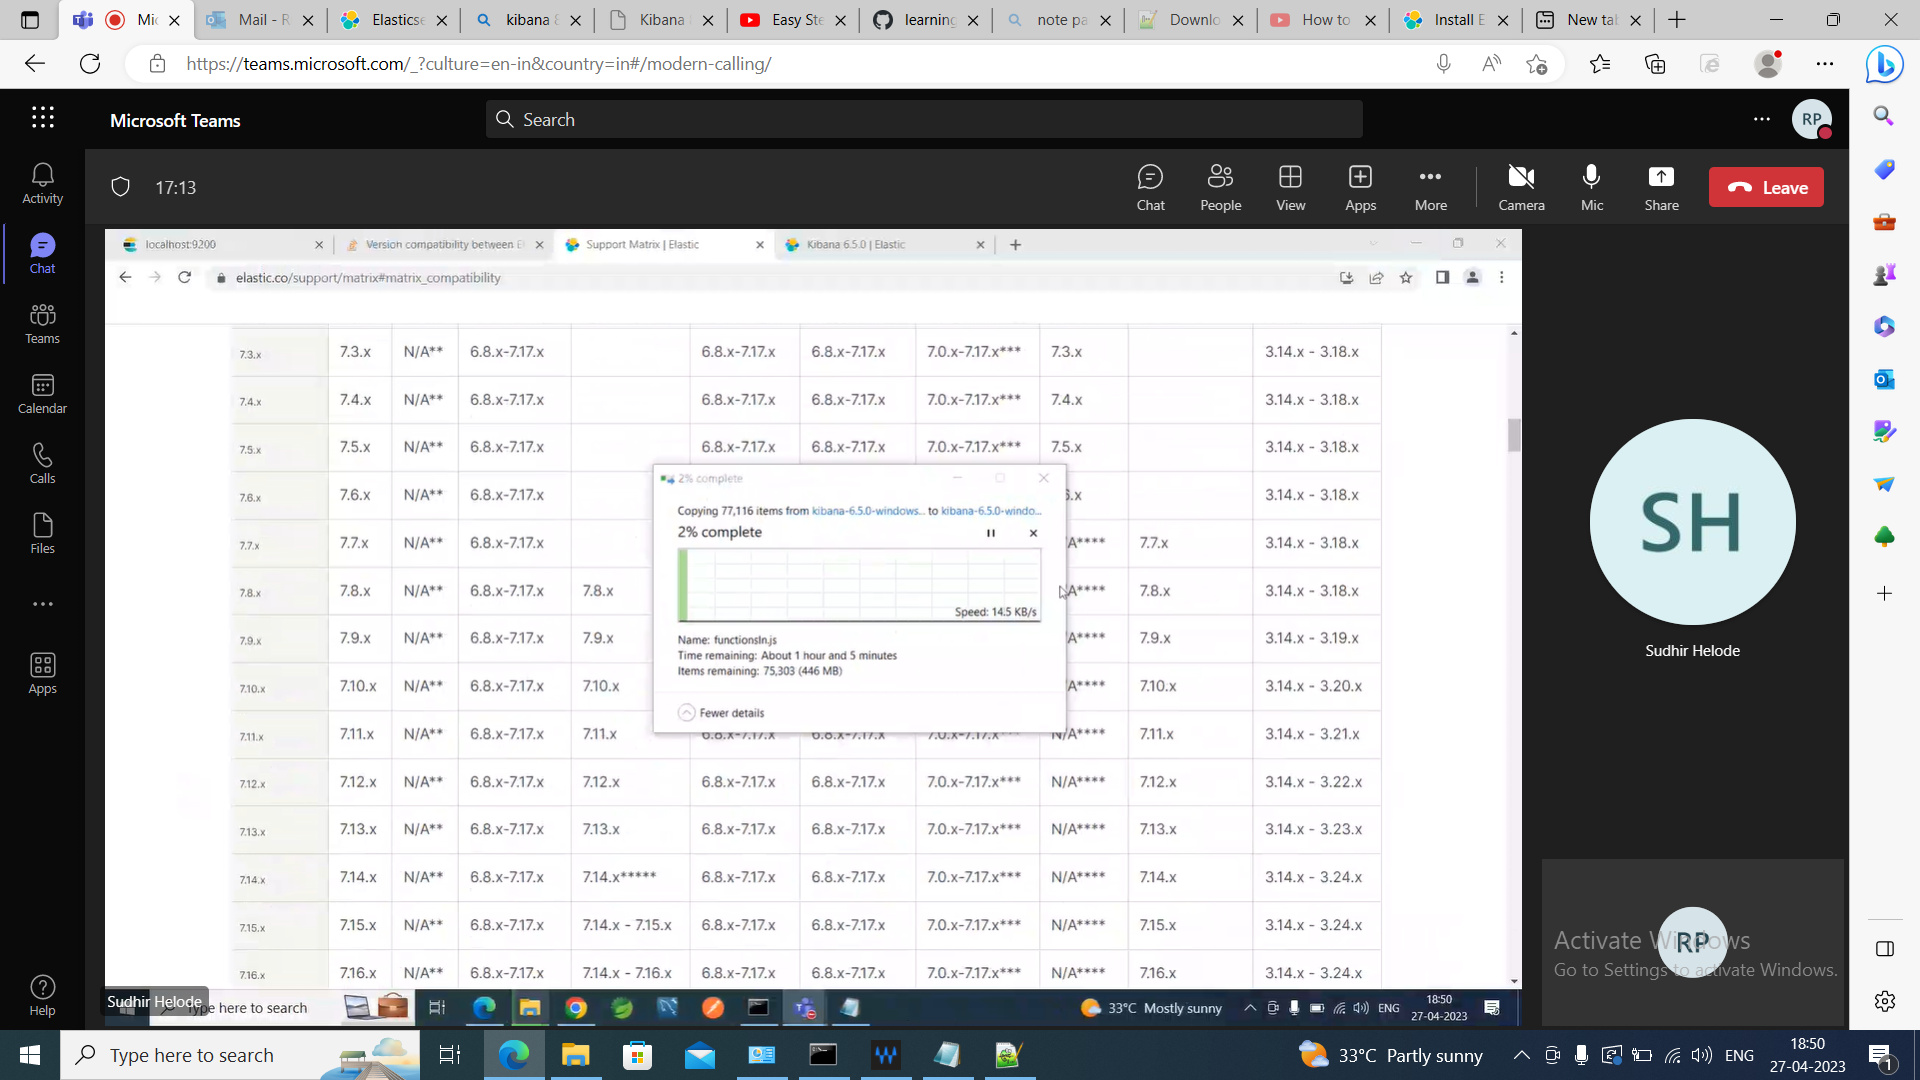 Mic
Mail - R
Elasticse
kibana 8
Kibana
Easy Ste
learning
note pa
Downlo
How to
Install E
New tab
https://teams.microsoft.com/_?culture=en-in&country=in#/modern-calling/
Microsoft Teams
Search
RP
17:13
Chat
People
View
Apps
More
Camera
Mic
Share
Leave
Activity
Chat
Teams
Calendar
Calls
Files
Apps
Help
localhost:9200
Version compatibility between El
Support Matrix | Elastic
Kibana 6.5.0 | Elastic
elastic.co/support/matrix#matrix_compatibility
7.3.x 7.3.x N/A** 6.8.x-7.17.x 6.8.x-7.17.x 6.8.x-7.17.x 7.0.x-7.17.x*** 7.3.x 3.14.x - 3.18.x
7.4.x 7.4.x N/A** 6.8.x-7.17.x 6.8.x-7.17.x 6.8.x-7.17.x 7.0.x-7.17.x*** 7.4.x 3.14.x - 3.18.x
7.5.x 7.5.x N/A** 6.8.x-7.17.x 6.8.x-7.17.x 6.8.x-7.17.x 7.0.x-7.17.x*** 7.5.x 3.14.x - 3.18.x
7.6.x 7.6.x N/A** 6.8.x-7.17.x 3.14.x - 3.18.x
7.7.x 7.7.x N/A** 6.8.x-7.17.x A**** 7.7.x 3.14.x - 3.18.x
7.8.x 7.8.x N/A** 6.8.x-7.17.x 7.8.x A**** 7.8.x 3.14.x - 3.18.x
7.9.x 7.9.x N/A** 6.8.x-7.17.x 7.9.x A**** 7.9.x 3.14.x - 3.19.x
7.10.x 7.10.x N/A** 6.8.x-7.17.x 7.10.x A**** 7.10.x 3.14.x - 3.20.x
7.11.x 7.11.x N/A** 6.8.x-7.17.x 7.11.x 6.8.x-7.17.x 6.8.x-7.17.x 7.0.x-7.17.x*** N/A**** 7.11.x 3.14.x - 3.21.x
7.12.x 7.12.x N/A** 6.8.x-7.17.x 7.12.x 6.8.x-7.17.x 6.8.x-7.17.x 7.0.x-7.17.x*** N/A**** 7.12.x 3.14.x - 3.22.x
7.13.x 7.13.x N/A** 6.8.x-7.17.x 7.13.x 6.8.x-7.17.x 6.8.x-7.17.x 7.0.x-7.17.x*** N/A**** 7.13.x 3.14.x - 3.23.x
7.14.x 7.14.x N/A** 6.8.x-7.17.x 7.14.x***** 6.8.x-7.17.x 6.8.x-7.17.x 7.0.x-7.17.x*** N/A**** 7.14.x 3.14.x - 3.24.x
7.15.x 7.15.x N/A** 6.8.x-7.17.x 7.14.x - 7.15.x 6.8.x-7.17.x 6.8.x-7.17.x 7.0.x-7.17.x*** N/A**** 7.15.x 3.14.x - 3.24.x
7.16.x 7.16.x N/A** 6.8.x-7.17.x 7.14.x - 7.16.x 6.8.x-7.17.x 6.8.x-7.17.x 7.0.x-7.17.x*** N/A**** 7.16.x 3.14.x - 3.24.x
2% complete
Copying 77,116 items from kibana-6.5.0-windows... to kibana-6.5.0-windo...
2% complete
Speed: 14.5 KB/s
Name: functionsIn.js
Time remaining: About 1 hour and 5 minutes
Items remaining: 75,303 (446 MB)
Fewer details
SH
Sudhir Helode
RP
Activate Windows
Go to Settings to activate Windows.
Sudhir Helode
Type here to search
33°C Mostly sunny
ENG
18:50
27-04-2023
Type here to search
33°C Partly sunny
ENG
18:50
27-04-2023
1